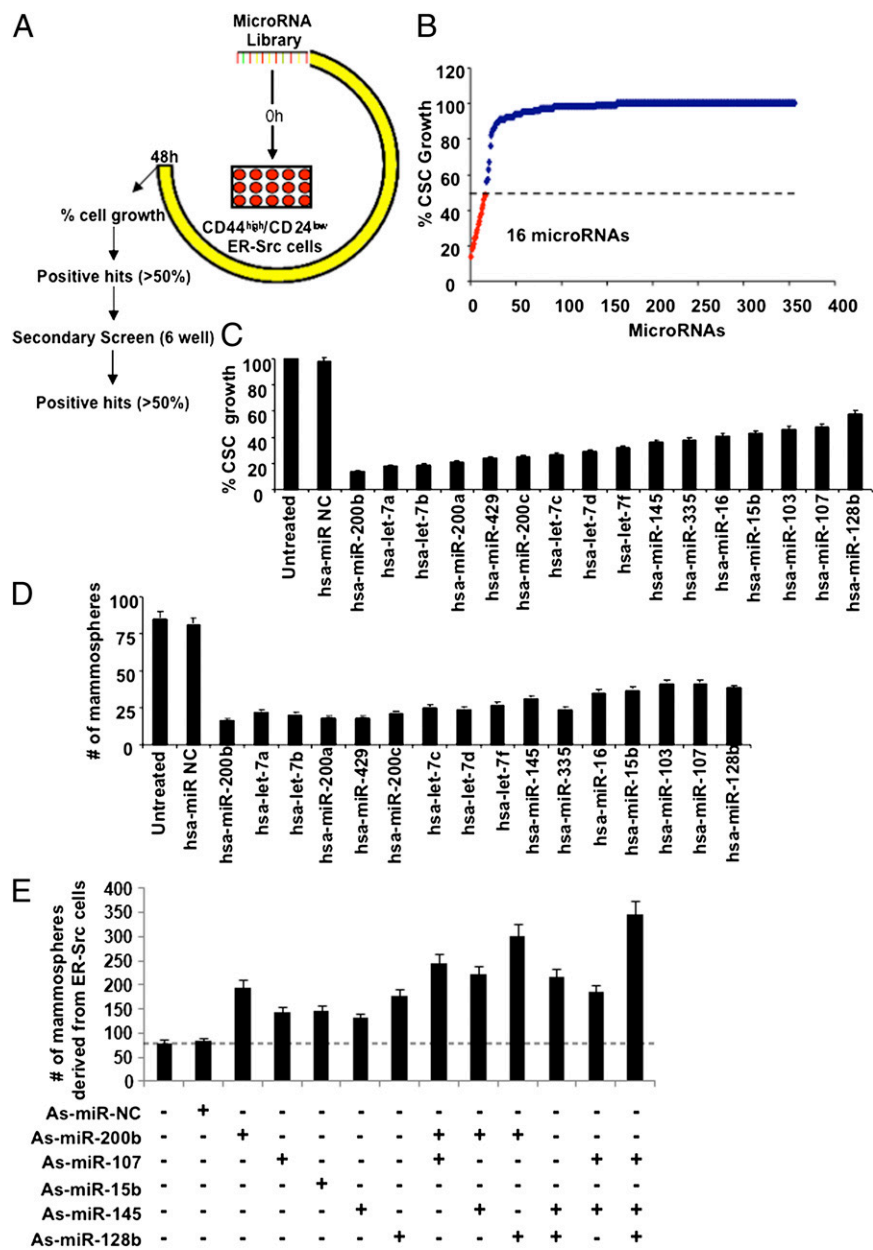 A
MicroRNA
Library
0h
48h
% cell growth
CD44high/CD24low
ER-Src cells
Positive hits (>50%)
Secondary Screen (6 well)
Positive hits (>50%)
B
% CSC Growth
120
100
80
60
40
20
0
16 microRNAs
0 50 100 150 200 250 300 350 400
MicroRNAs
C
% CSC growth
100
80
60
40
20
0
Untreated
hsa-miR NC
hsa-miR-200b
hsa-let-7a
hsa-let-7b
hsa-miR-200a
hsa-miR-429
hsa-miR-200c
hsa-let-7c
hsa-let-7d
hsa-let-7f
hsa-miR-145
hsa-miR-335
hsa-miR-16
hsa-miR-15b
hsa-miR-103
hsa-miR-107
hsa-miR-128b
D
# of mammospheres
100
75
50
25
0
Untreated
hsa-miR NC
hsa-miR-200b
hsa-let-7a
hsa-let-7b
hsa-miR-200a
hsa-miR-429
hsa-miR-200c
hsa-let-7c
hsa-let-7d
hsa-let-7f
hsa-miR-145
hsa-miR-335
hsa-miR-16
hsa-miR-15b
hsa-miR-103
hsa-miR-107
hsa-miR-128b
E
# of mammospheres
derived from ER-Src cells
400
350
300
250
200
150
100
50
0
As-miR-NC - + - - - - - - - - - - -
As-miR-200b - - + - - - - + + + - - -
As-miR-107 - - - + - - - + - - - + +
As-miR-15b - - - - + - - - - - - - -
As-miR-145 - - - - - + - - + - + + +
As-miR-128b - - - - - - + - - + + - +